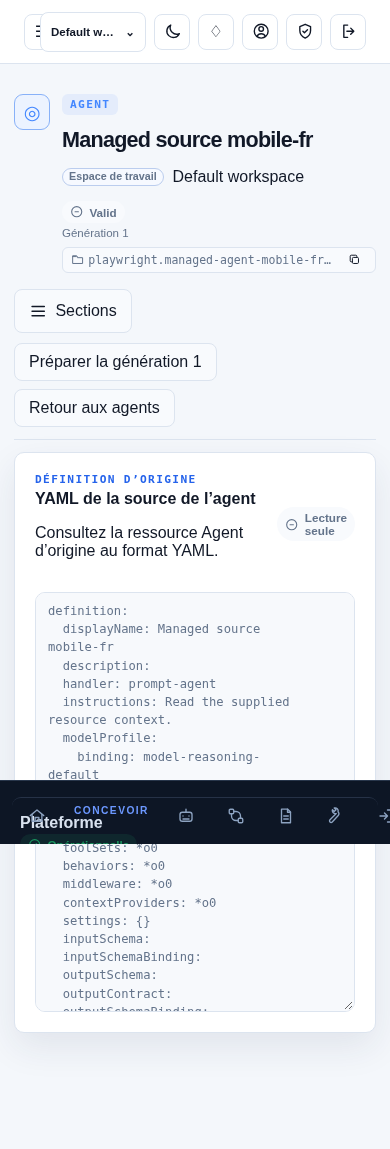 Default w…
AGENT
Managed source mobile-fr
Espace de travail Default workspace
Valid
Génération 1
playwright.managed-agent-mobile-fr…
Sections
Préparer la génération 1
Retour aux agents
DÉFINITION D’ORIGINE
YAML de la source de l’agent
Consultez la ressource Agent
d’origine au format YAML.
Lecture
seule
definition:
displayName: Managed source
mobile-fr
description:
handler: prompt-agent
instructions: Read the supplied
resource context.
modelProfile:
binding: model-reasoning-
default
CONCEVOIR
Plateforme
toolSets: *o0
behaviors: *o0
middleware: *o0
contextProviders: *o0
settings: {}
inputSchema:
inputSchemaBinding:
outputSchema:
outputContract:
outputSchemaBinding: